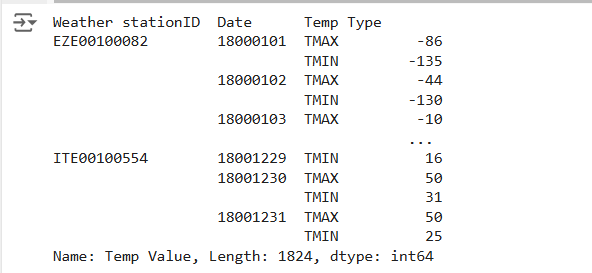 Weather stationID  Date      Temp Type
EZE00100082        18000101  TMAX         -86
                             TMIN        -135
                   18000102  TMAX         -44
                             TMIN        -130
                   18000103  TMAX         -10
                                         ...
ITE00100554        18001229  TMIN          16
                   18001230  TMAX          50
                             TMIN          31
                   18001231  TMAX          50
                             TMIN          25
Name: Temp Value, Length: 1824, dtype: int64